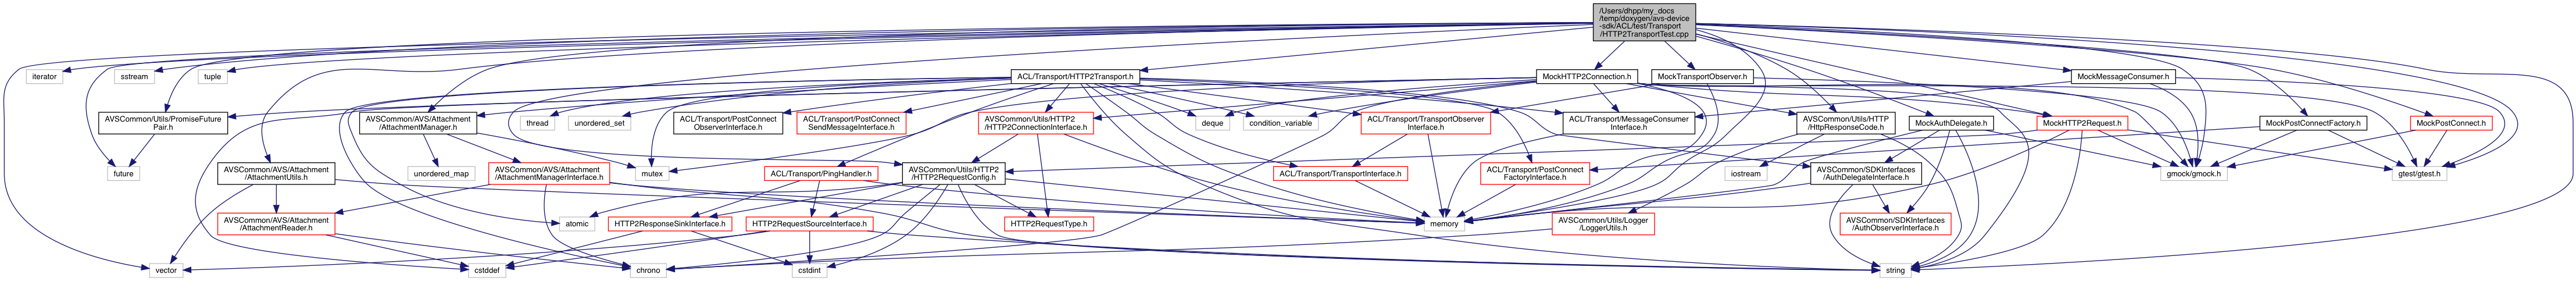 /Users/dhpp/my_docs
/temp/doxygen/avs-device
-sdk/ACL/test/Transport
/HTTP2TransportTest.cpp
iterator
sstream
tuple
ACL/Transport/HTTP2Transport.h
MockHTTP2Connection.h
MockTransportObserver.h
MockMessageConsumer.h
AVSCommon/Utils/PromiseFuture
Pair.h
AVSCommon/AVS/Attachment
/AttachmentManager.h
thread
unordered_set
ACL/Transport/PostConnect
ObserverInterface.h
ACL/Transport/PostConnect
SendMessageInterface.h
AVSCommon/Utils/HTTP2
/HTTP2ConnectionInterface.h
deque
condition_variable
ACL/Transport/TransportObserver
Interface.h
ACL/Transport/MessageConsumer
Interface.h
AVSCommon/Utils/HTTP
/HttpResponseCode.h
MockAuthDelegate.h
MockHTTP2Request.h
MockPostConnectFactory.h
MockPostConnect.h
future
AVSCommon/AVS/Attachment
/AttachmentUtils.h
unordered_map
AVSCommon/AVS/Attachment
/AttachmentManagerInterface.h
mutex
ACL/Transport/PingHandler.h
AVSCommon/Utils/HTTP2
/HTTP2RequestConfig.h
ACL/Transport/TransportInterface.h
ACL/Transport/PostConnect
FactoryInterface.h
iostream
AVSCommon/SDKInterfaces
/AuthDelegateInterface.h
gmock/gmock.h
gtest/gtest.h
AVSCommon/AVS/Attachment
/AttachmentReader.h
atomic
HTTP2ResponseSinkInterface.h
HTTP2RequestSourceInterface.h
HTTP2RequestType.h
memory
AVSCommon/Utils/Logger
/LoggerUtils.h
AVSCommon/SDKInterfaces
/AuthObserverInterface.h
vector
cstddef
chrono
cstdint
string